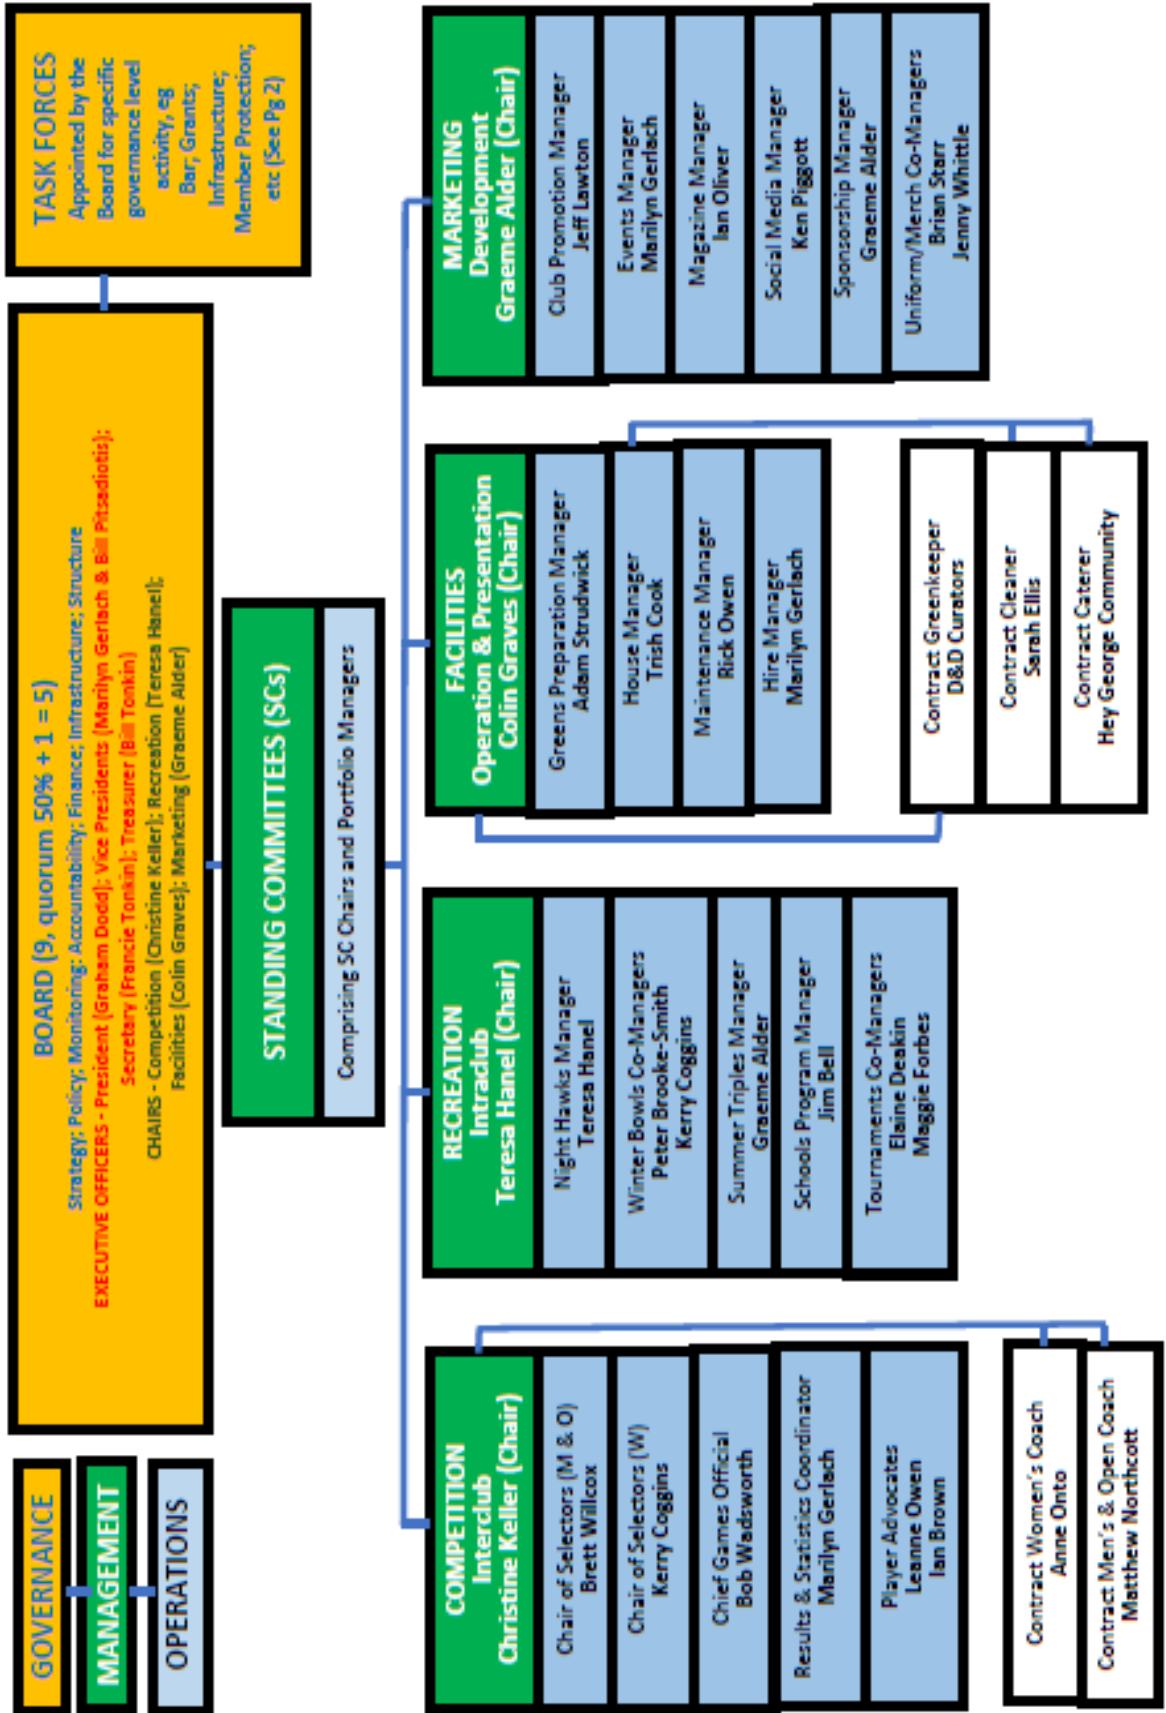 GOVERNANCE
MANAGEMENT
OPERATIONS
BOARD (9, quorum 50% + 1 = 5)
Strategy; Policy; Monitoring; Accountability; Finance; Infrastructure; Structure
EXECUTIVE OFFICERS - President (Graham Dodd); Vice Presidents (Marilyn Gerlach & Bill Pitsadiotis);
Secretary (Francie Tonkin); Treasurer (Bill Tonkin)
CHAIRS - Competition (Christine Keller); Recreation (Teresa Hanel);
Facilities (Colin Graves); Marketing (Graeme Alder)
TASK FORCES
Appointed by the
Board for specific
governance level
activity, eg
Bar; Grants;
Infrastructure;
Member Protection;
etc (See Pg 2)
STANDING COMMITTEES (SCs)
Comprising SC Chairs and Portfolio Managers
COMPETITION
Interclub
Christine Keller (Chair)
Chair of Selectors (M & O)
Brett Willcox
Chair of Selectors (W)
Kerry Coggins
Chief Games Official
Bob Wadsworth
Results & Statistics Coordinator
Marilyn Gerlach
Player Advocates
Leanne Owen
Ian Brown
Contract Women's Coach
Anne Onto
Contract Men's & Open Coach
Matthew Northcott
RECREATION
Intraclub
Teresa Hanel (Chair)
Night Hawks Manager
Teresa Hanel
Winter Bowls Co-Managers
Peter Brooke-Smith
Kerry Coggins
Summer Triples Manager
Graeme Alder
Schools Program Manager
Jim Bell
Tournaments Co-Managers
Elaine Deakin
Maggie Forbes
FACILITIES
Operation & Presentation
Colin Graves (Chair)
Greens Preparation Manager
Adam Strudwick
House Manager
Trish Cook
Maintenance Manager
Rick Owen
Hire Manager
Marilyn Gerlach
Contract Greenkeeper
D&D Curators
Contract Cleaner
Sarah Ellis
Contract Caterer
Hey George Community
MARKETING
Development
Graeme Alder (Chair)
Club Promotion Manager
Jeff Lawton
Events Manager
Marilyn Gerlach
Magazine Manager
Ian Oliver
Social Media Manager
Ken Piggott
Sponsorship Manager
Graeme Alder
Uniform/Merch Co-Managers
Brian Starr
Jenny Whittle